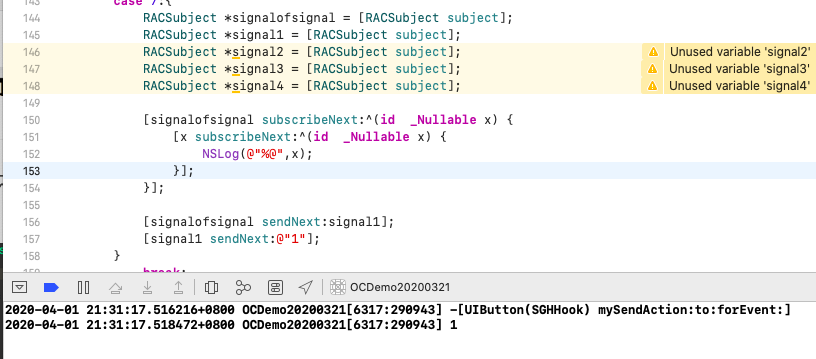 143 case 7:{
144 RACSubject *signalofsignal = [RACSubject subject];
145 RACSubject *signal1 = [RACSubject subject];
146 RACSubject *signal2 = [RACSubject subject]; Unused variable 'signal2'
147 RACSubject *signal3 = [RACSubject subject]; Unused variable 'signal3'
148 RACSubject *signal4 = [RACSubject subject]; Unused variable 'signal4'
149
150 [signalofsignal subscribeNext:^(id _Nullable x) {
151 [x subscribeNext:^(id _Nullable x) {
152 NSLog(@"%@",x);
153 }];
154 }];
155
156 [signalofsignal sendNext:signal1];
157 [signal1 sendNext:@"1"];
158 }
159 break;
OCDemo20200321
2020-04-01 21:31:17.516216+0800 OCDemo20200321[6317:290943] -[UIButton(SGHHook) mySendAction:to:forEvent:]
2020-04-01 21:31:17.518472+0800 OCDemo20200321[6317:290943] 1